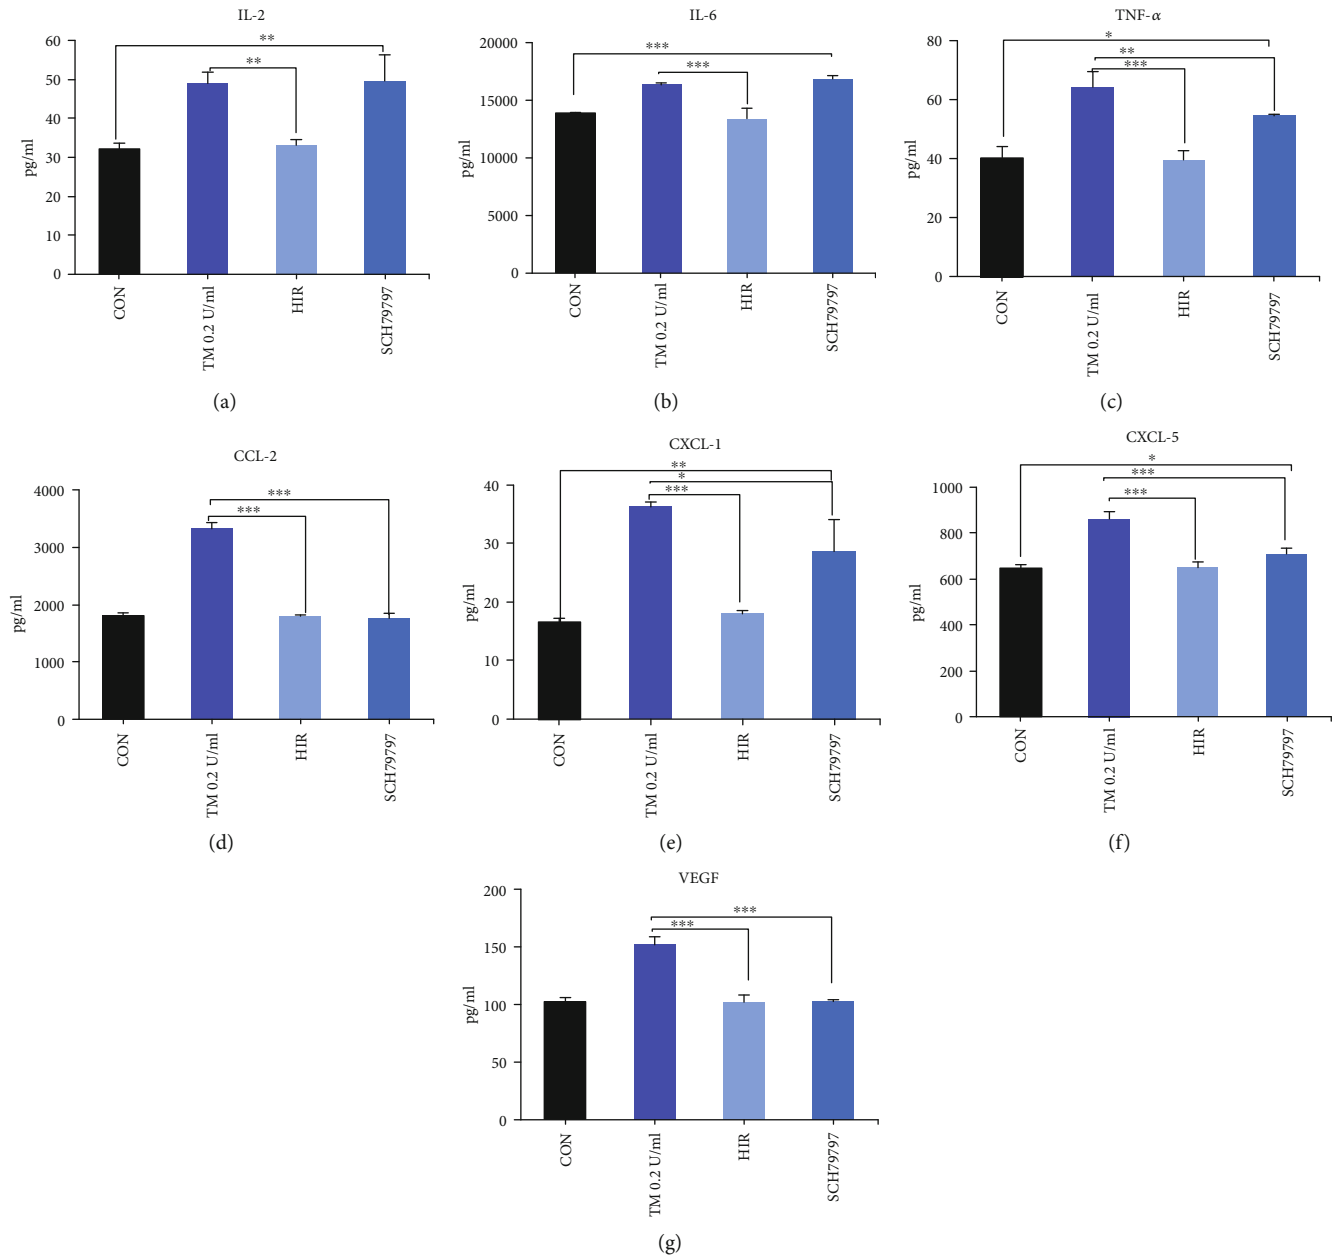 IL-2
**
**
pg/ml
60
50
40
30
20
10
0
CON
TM 0.2 U/ml
HIR
SCH79797
(a)
IL-6
***
***
pg/ml
20000
15000
10000
5000
0
CON
TM 0.2 U/ml
HIR
SCH79797
(b)
TNF-α
*
**
***
pg/ml
80
60
40
20
0
CON
TM 0.2 U/ml
HIR
SCH79797
(c)
CCL-2
***
***
pg/ml
4000
3000
2000
1000
0
CON
TM 0.2 U/ml
HIR
SCH79797
(d)
CXCL-1
**
*
***
pg/ml
40
30
20
10
0
CON
TM 0.2 U/ml
HIR
SCH79797
(e)
CXCL-5
*
***
***
pg/ml
1000
800
600
400
200
0
CON
TM 0.2 U/ml
HIR
SCH79797
(f)
VEGF
***
***
pg/ml
200
150
100
50
0
CON
TM 0.2 U/ml
HIR
SCH79797
(g)